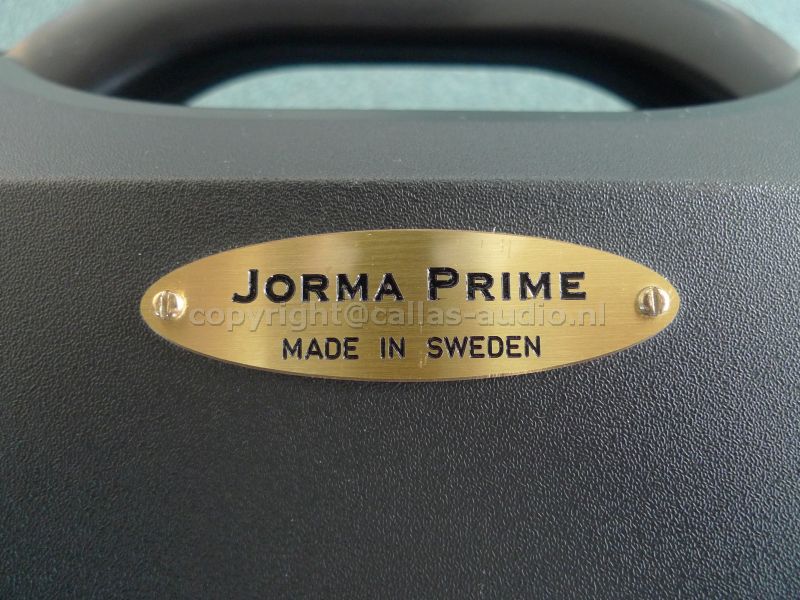 JORMA PRIME
copyright@callas-audio.nl
MADE IN SWEDEN